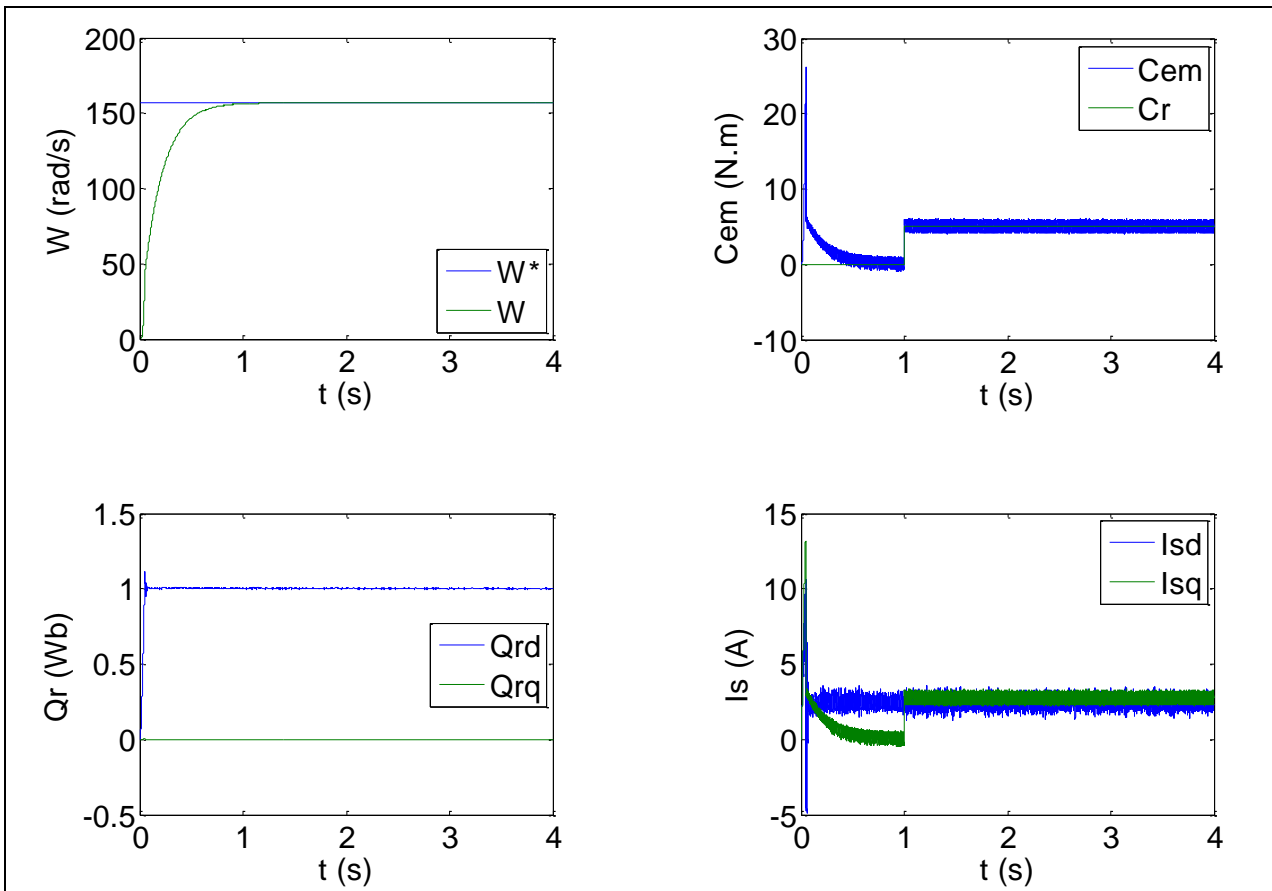 200
150
100
50
0
W (rad/s)
W*
W
0 1 2 3 4
t (s)
30
20
10
0
-10
Cem (N.m)
Cem
Cr
0 1 2 3 4
t (s)
1.5
1
0.5
0
-0.5
Qr (Wb)
Qrd
Qrq
0 1 2 3 4
t (s)
15
10
5
0
-5
Is (A)
Isd
Isq
0 1 2 3 4
t (s)